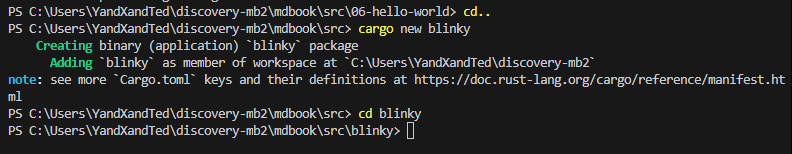 PS C:\Users\YandXandTed\discovery-mb2\mdbook\src\06-hello-world> cd..
PS C:\Users\YandXandTed\discovery-mb2\mdbook\src> cargo new blinky
    Creating binary (application) `blinky` package
      Adding `blinky` as member of workspace at `C:\Users\YandXandTed\discovery-mb2`
note: see more `Cargo.toml` keys and their definitions at https://doc.rust-lang.org/cargo/reference/manifest.ht
ml
PS C:\Users\YandXandTed\discovery-mb2\mdbook\src> cd blinky
PS C:\Users\YandXandTed\discovery-mb2\mdbook\src\blinky>